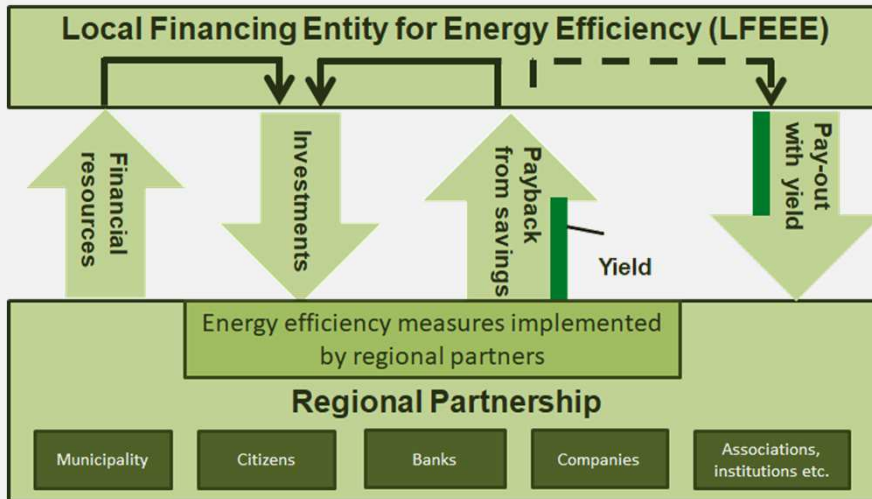 Local Financing Entity for Energy Efficiency (LFEEE)
Financial
resources
Investments
Payback
from savings
Yield
Pay-out
with yield
Energy efficiency measures implemented
by regional partners
Regional Partnership
Municipality
Citizens
Banks
Companies
Associations,
institutions etc.